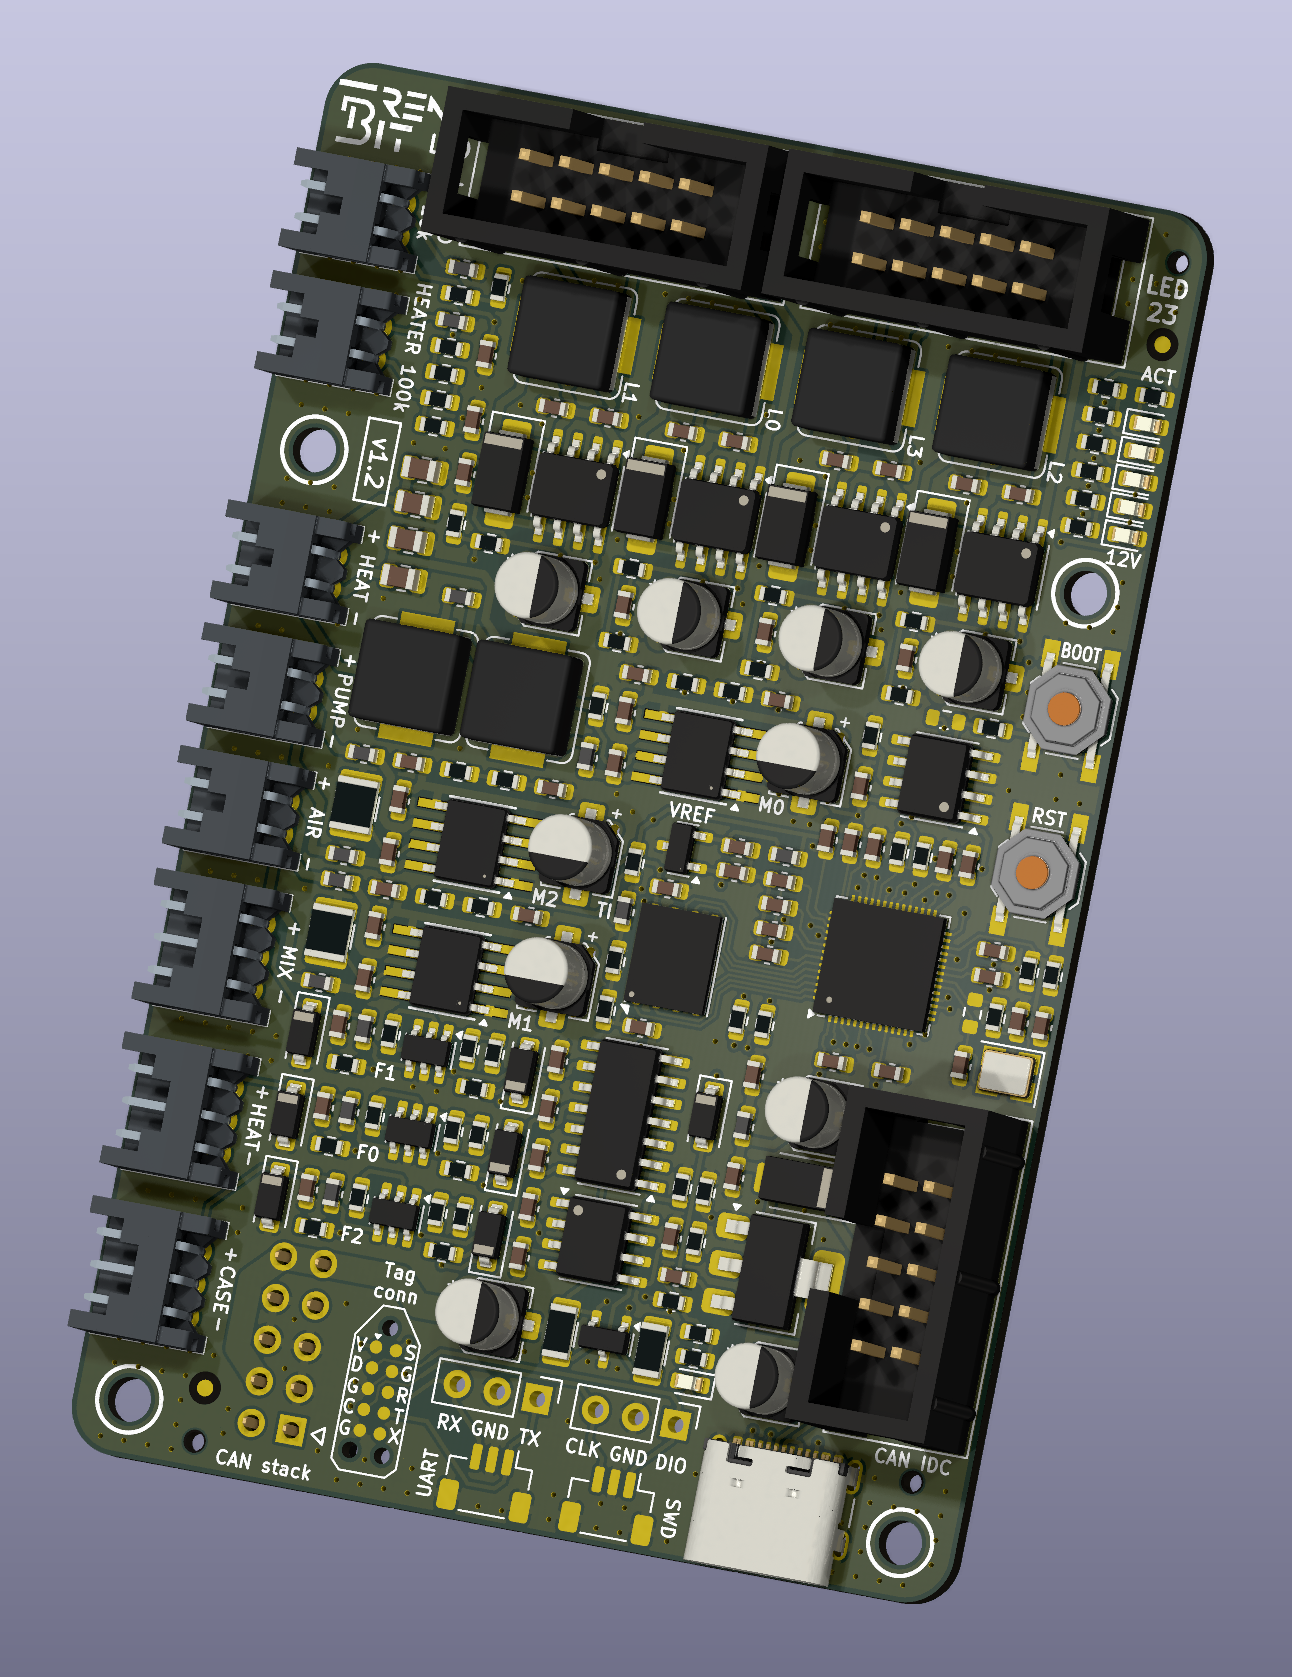 BIT
LED
23
ACT
HEATER 100k
L1
L0
L3
L2
v1.2
12V
+ HEAT -
BOOT
+ PUMP -
+
M0
VREF
RST
+ AIR -
+
M2
TI
+
+ MIX -
M1
F1
+ HEAT -
F0
F2
+ CASE -
Tag
conn
V S
D G
G R
C T
G X
RX GND TX
CLK GND DIO
CAN IDC
CAN stack
UART
SWD